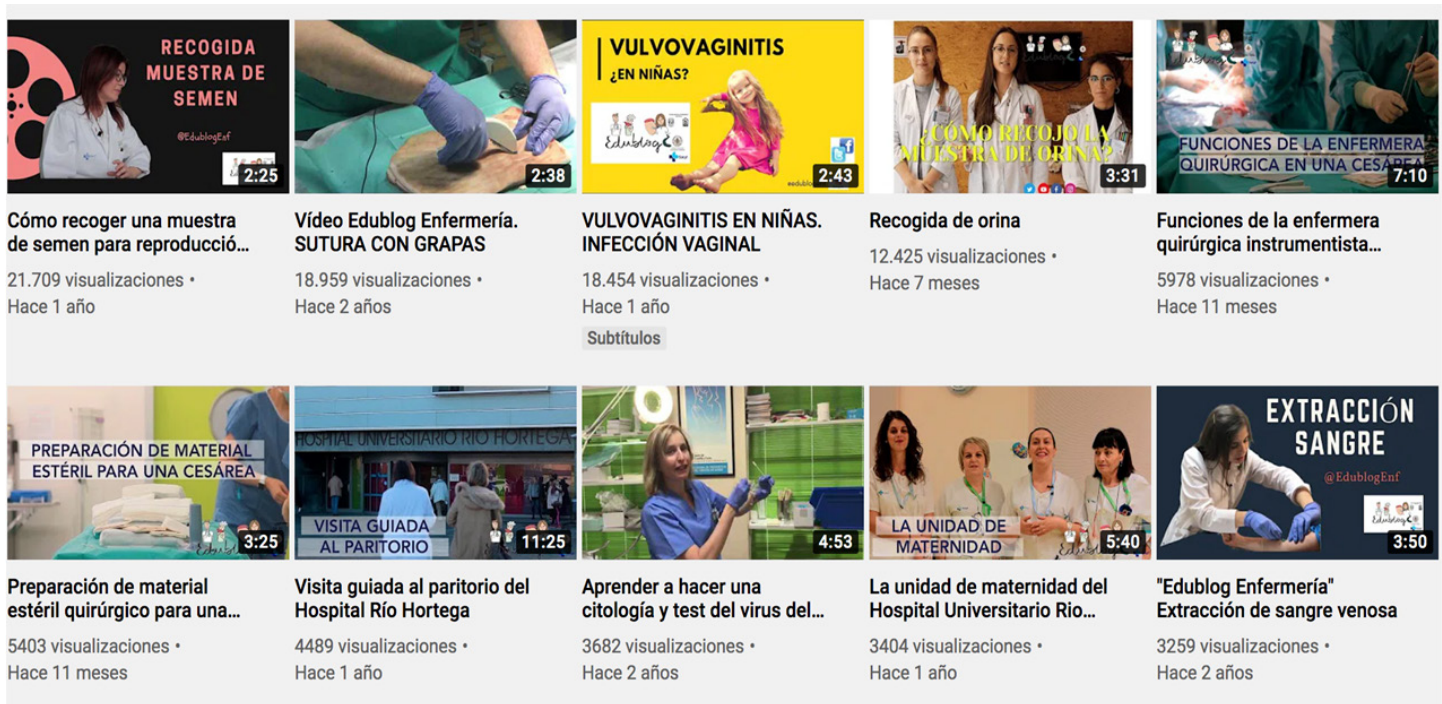 RECOGIDA
MUESTRA DE
SEMEN
@EdublogEnf
2:25
Cómo recoger una muestra
de semen para reproducció...
21.709 visualizaciones •
Hace 1 año
2:38
Vídeo Edublog Enfermería.
SUTURA CON GRAPAS
18.959 visualizaciones •
Hace 2 años
VULVOVAGINITIS
¿EN NIÑAS?
Edublog
2:43
VULVOVAGINITIS EN NIÑAS.
INFECCIÓN VAGINAL
18.454 visualizaciones •
Hace 1 año
Subtítulos
¿CÓMO RECOJO LA
MUESTRA DE ORINA?
3:31
Recogida de orina
12.425 visualizaciones •
Hace 7 meses
FUNCIONES DE LA ENFERMERA
QUIRÚRGICA EN UNA CESÁREA
7:10
Funciones de la enfermera
quirúrgica instrumentista...
5978 visualizaciones •
Hace 11 meses
PREPARACIÓN DE MATERIAL
ESTÉRIL PARA UNA CESÁREA
3:25
Preparación de material
estéril quirúrgico para una...
5403 visualizaciones •
Hace 11 meses
HOSPITAL UNIVERSITARIO RIO HORTEGA
VISITA GUIADA
AL PARITORIO
11:25
Visita guiada al paritorio del
Hospital Río Hortega
4489 visualizaciones •
Hace 1 año
4:53
Aprender a hacer una
citología y test del virus del...
3682 visualizaciones •
Hace 2 años
LA UNIDAD DE
MATERNIDAD
5:40
La unidad de maternidad del
Hospital Universitario Rio...
3404 visualizaciones •
Hace 1 año
EXTRACCIÓN
SANGRE
@EdublogEnf
Edublog
3:50
"Edublog Enfermería"
Extracción de sangre venosa
3259 visualizaciones •
Hace 2 años